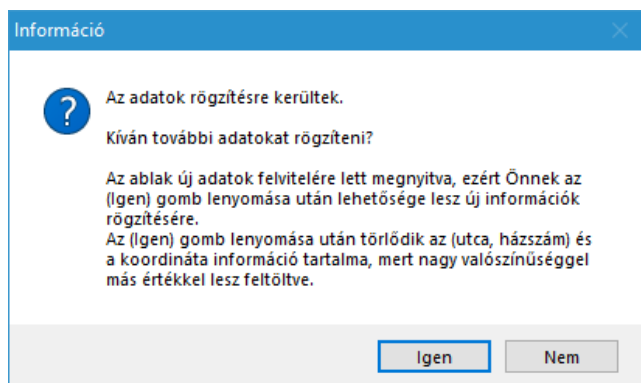 Információ
Az adatok rögzítésre kerültek.
Kíván további adatokat rögzíteni?
Az ablak új adatok felvitelére lett megnyitva, ezért Önnek az
(Igen) gomb lenyomása után lehetősége lesz új információk
rögzítésére.
Az (Igen) gomb lenyomása után törlődik az (utca, házszám) és
a koordináta információ tartalma, mert nagy valószínűséggel
más értékkel lesz feltöltve.
Igen
Nem